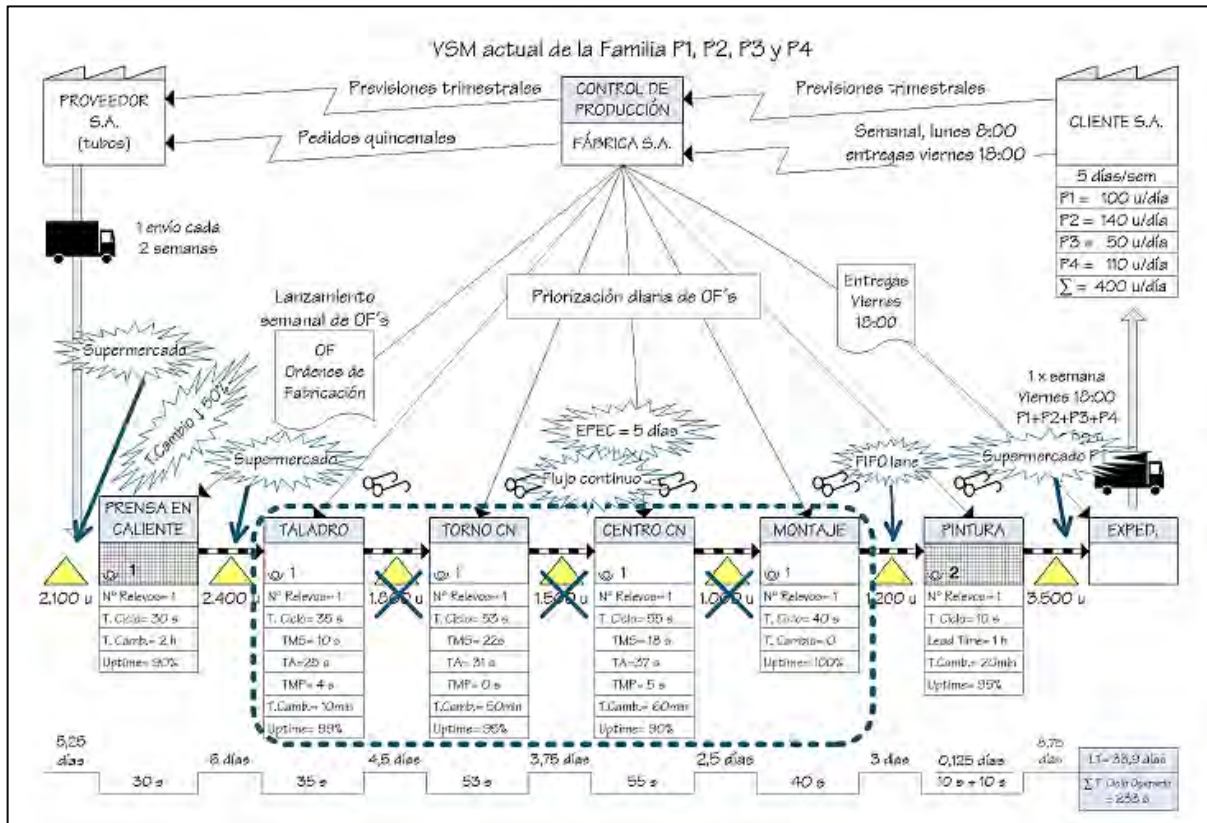 VSM actual de la Familia P1, P2, P3 y P4
PROVEEDOR
S.A.
(tubos)
Previsiones trimestrales
Pedidos quincenales
CONTROL DE
PRODUCCIÓN
FÁBRICA S.A.
Previsiones trimestrales
Semanal, lunes 8:00
entregas viernes 18:00
CLIENTE S.A.
5 días/sem
P1 = 100 u/día
P2 = 140 u/día
P3 = 50 u/día
P4 = 110 u/día
∑ = 400 u/día
1 envío cada
2 semanas
Lanzamiento
semanal de OF's
OF
Ordenes de
Fabricación
Priorización diaria de OF's
Entregas
Viernes
18:00
1 x semana
Viernes 18:00
P1+P2+P3+P4
Supermercado
T.Cambio ↓ 50%
Supermercado
EPEC = 5 días
Flujo continuo
FIFO lane
Supermercado
PRENSA EN
CALIENTE
1
Nº Relevos= 1
T. Ciclo= 30 s
T. Camb.= 2 h
Uptime= 90%
TALADRO
1
Nº Relevos= 1
T. Ciclo= 35 s
TMS= 10 s
TA=25 s
TMP= 4 s
T.Camb.= 10min
Uptime= 99%
TORNO CN
1
Nº Relevos= 1
T. Ciclo= 53 s
TMS= 22s
TA= 31 s
TMP= 0 s
T.Camb.= 50min
Uptime= 95%
CENTRO CN
1
Nº Relevos= 1
T. Ciclo= 55 s
TMS= 18 s
TA=37 s
TMP= 5 s
T.Camb.= 60min
Uptime= 90%
MONTAJE
1
Nº Relevos= 1
T. Ciclo= 40 s
T. Cambio= 0
Uptime= 100%
PINTURA
2
Nº Relevos= 1
T. Ciclo= 10 s
Lead Time= 1 h
T.Camb.= 20min
Uptime= 95%
EXPED.
2.100 u
2.400 u
1.800 u
1.500 u
1.000 u
1.200 u
3.500 u
5,25
días
30 s
6 días
35 s
4,5 días
53 s
3,75 días
55 s
2,5 días
40 s
3 días
0,125 días
10 s + 10 s
8,75
días
LT= 33,9 días
∑ T. Ciclo Operario
= 233 s